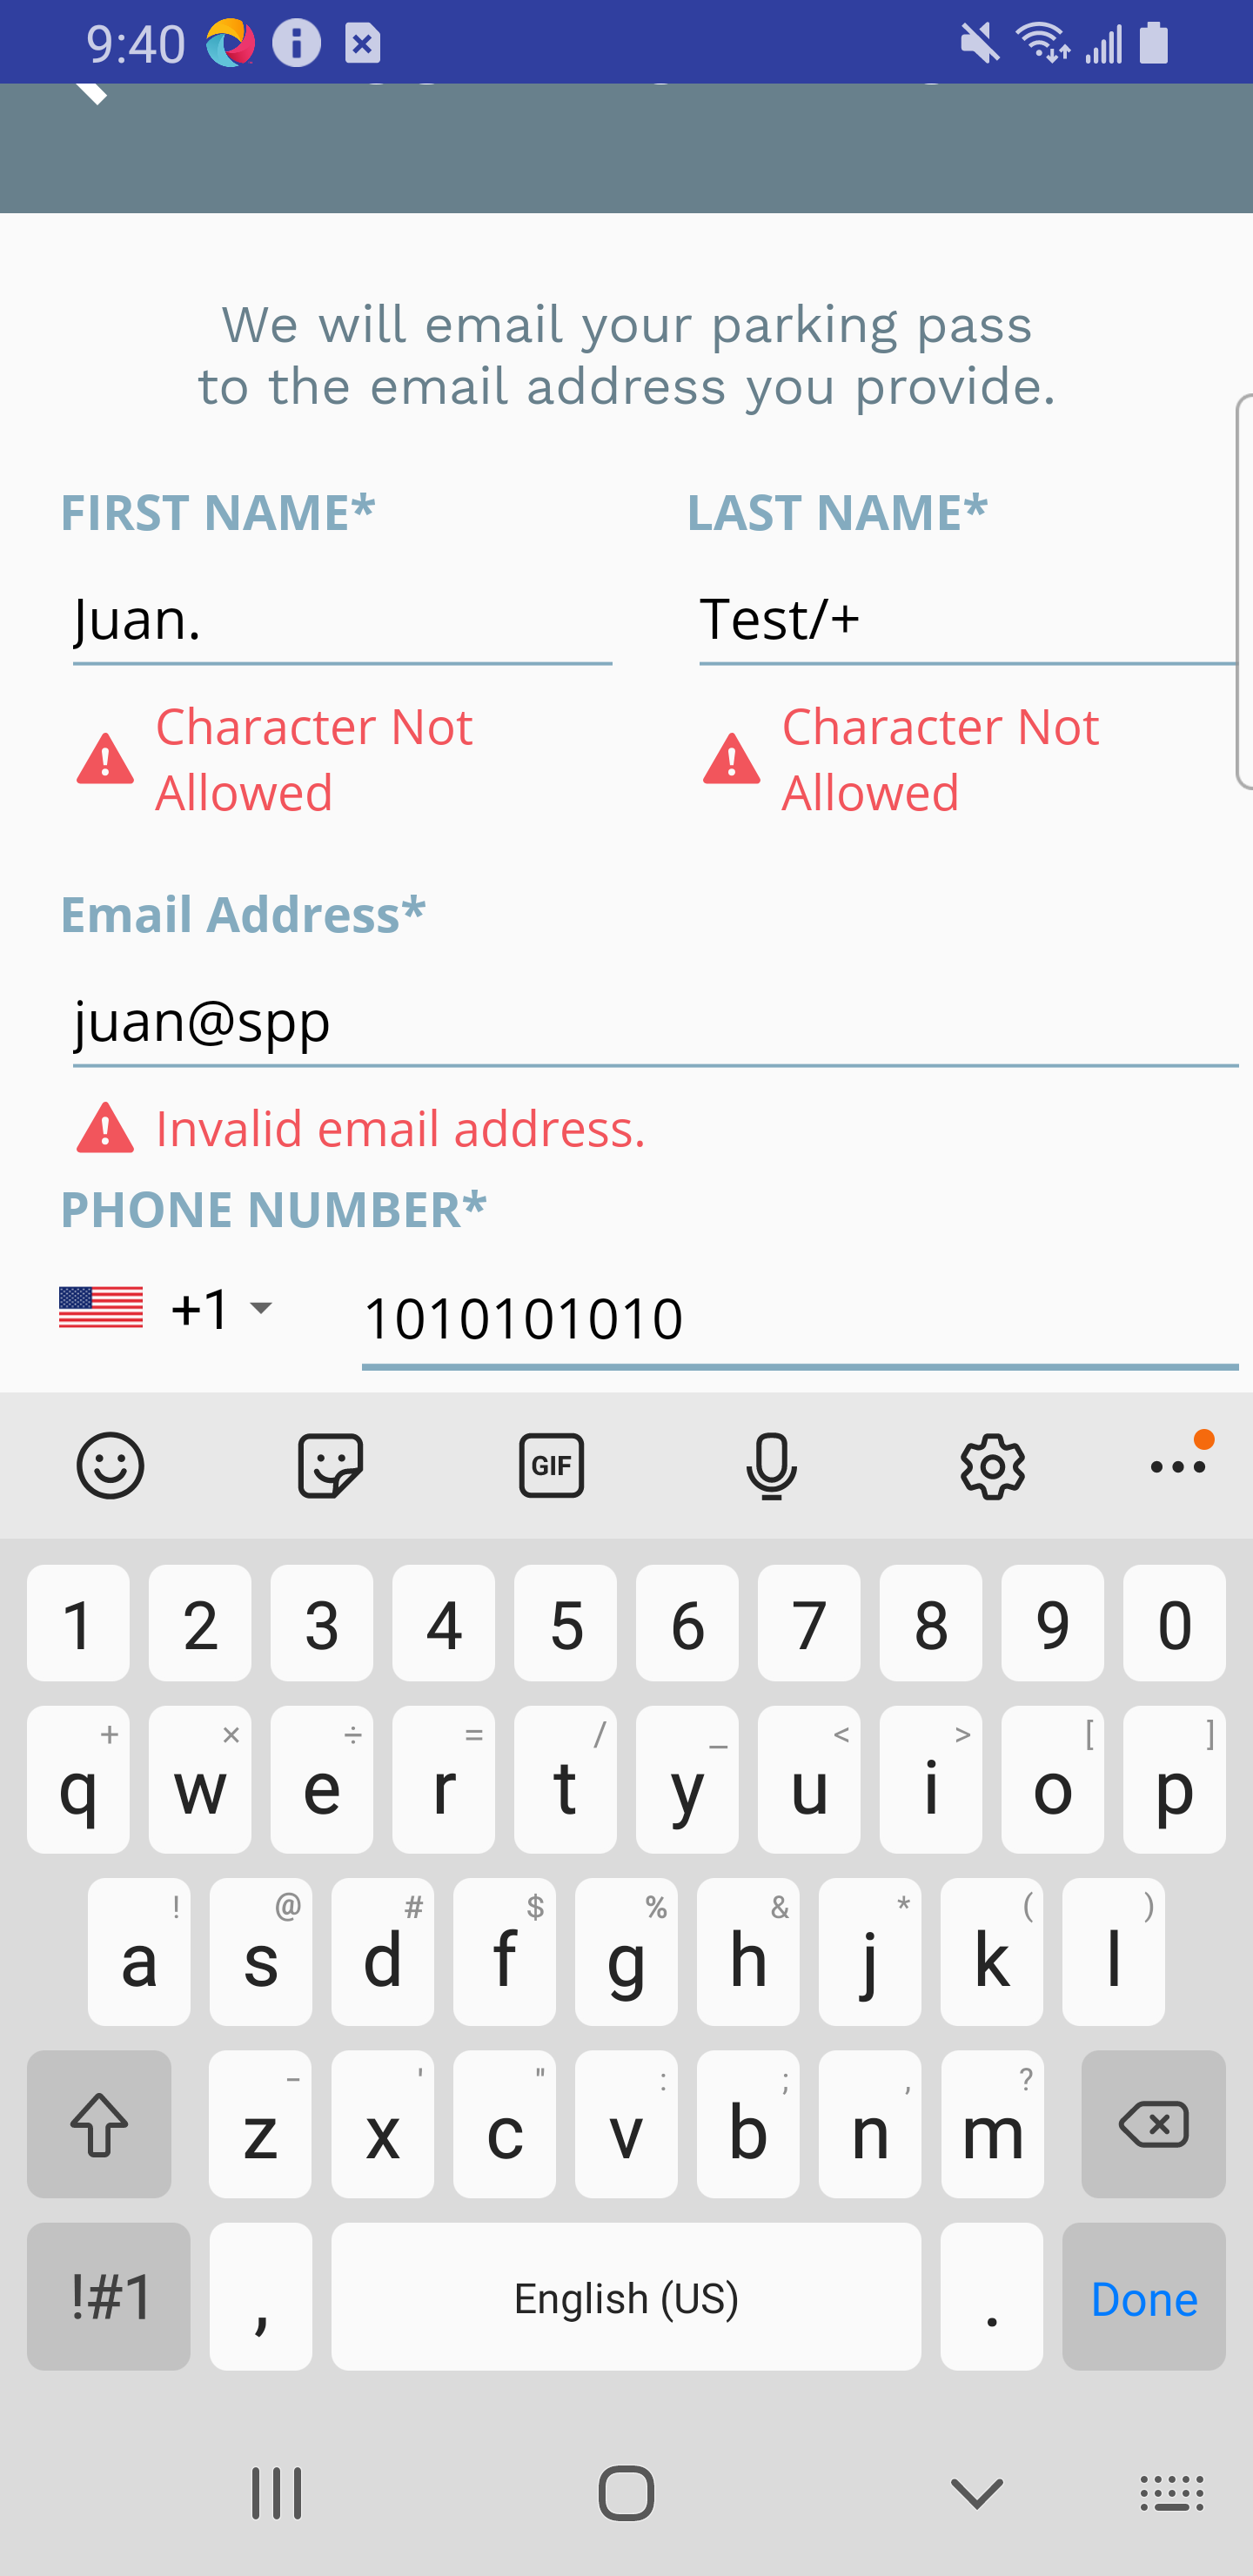 9:40
We will email your parking pass
to the email address you provide.
FIRST NAME* LAST NAME*
Juan. Test/+
Character Not Allowed Character Not Allowed
Email Address*
juan@spp
Invalid email address.
PHONE NUMBER*
+1 1010101010
GIF
1 2 3 4 5 6 7 8 9 0
+ × ÷ = / _ < > [ ]
q w e r t y u i o p
! @ # $ % & * ( )
a s d f g h j k l
- ' " : ; , ?
z x c v b n m
!#1 , English (US) . Done